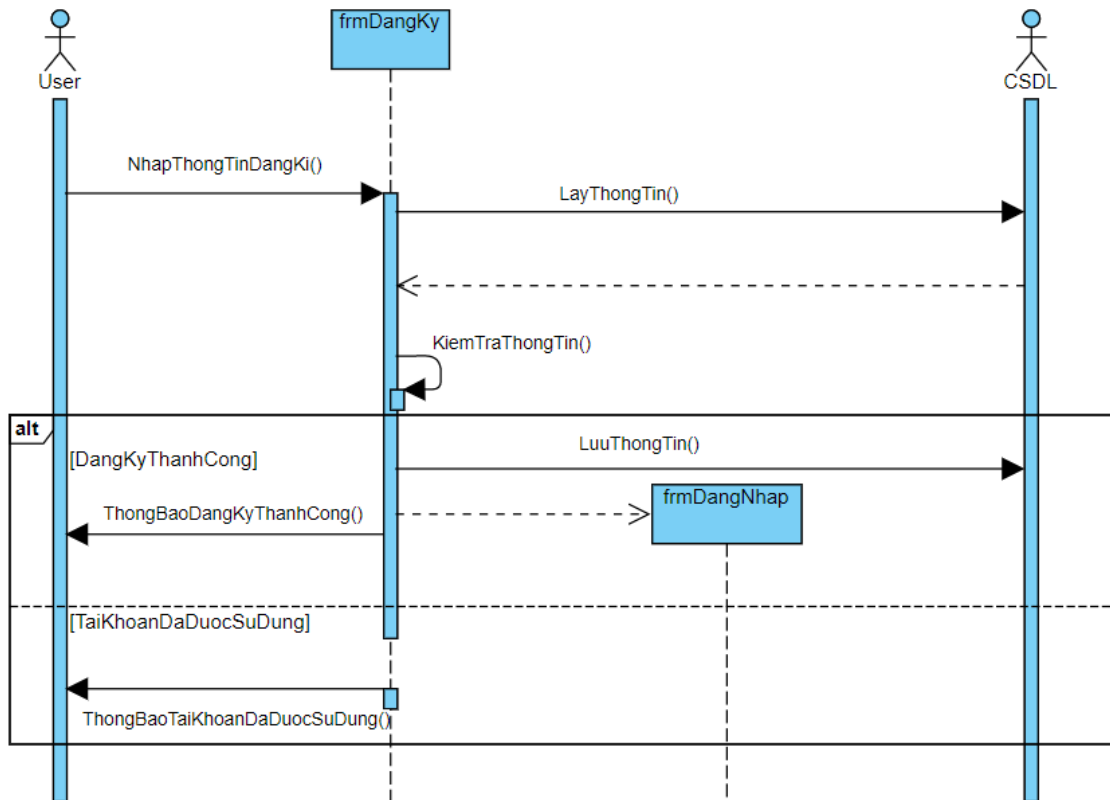 frmDangKy
User
CSDL
NhapThongTinDangKi()
LayThongTin()
KiemTraThongTin()
alt
[DangKyThanhCong]
LuuThongTin()
frmDangNhap
ThongBaoDangKyThanhCong()
[TaiKhoanDaDuocSuDung]
ThongBaoTaiKhoanDaDuocSuDung()